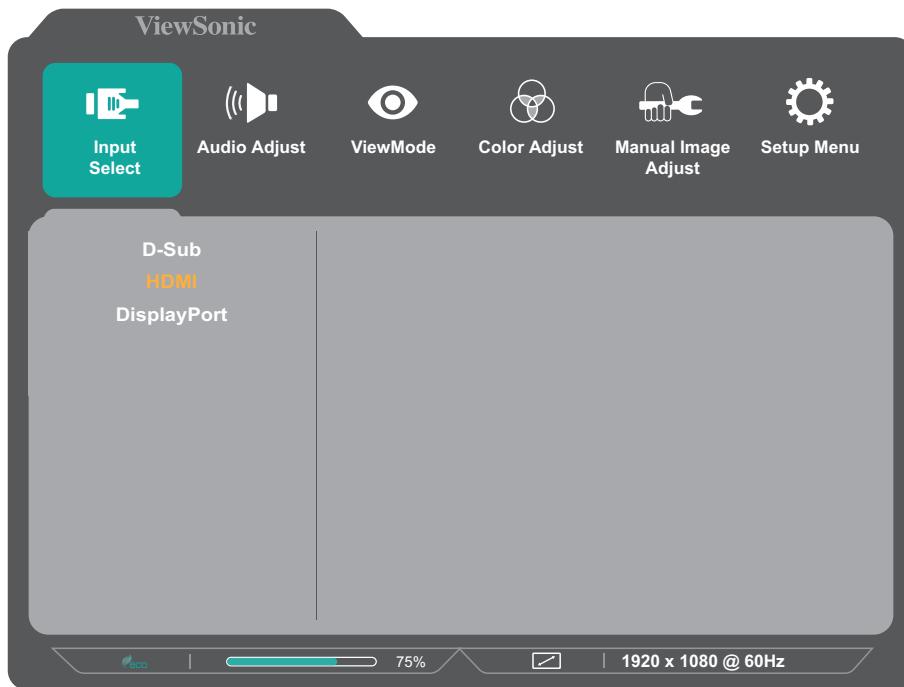 ViewSonic
Input
Select
Audio Adjust
ViewMode
Color Adjust
Manual Image
Adjust
Setup Menu
D-Sub
HDMI
DisplayPort
eco
75%
1920 x 1080 @ 60Hz